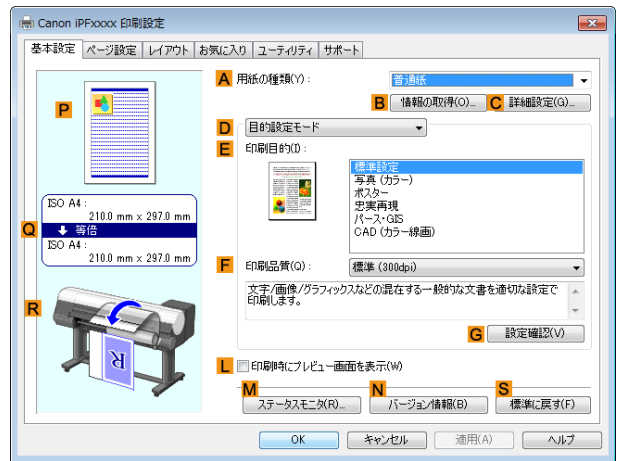 Canon iPFxxxx 印刷設定
基本設定 ページ設定 レイアウト お気に入り ユーティリティ サポート
A 用紙の種類(Y): 普通紙
P
B 情報の取得(O)... C 詳細設定(G)...
D 目的設定モード
E 印刷目的(I):
標準設定
写真 (カラー)
ポスター
忠実再現
パース・GIS
CAD (カラー線画)
ISO A4 :
210.0 mm x 297.0 mm
Q 等倍
ISO A4 :
210.0 mm x 297.0 mm
F 印刷品質(Q): 標準 (300dpi)
文字/画像/グラフィックスなどの混在する一般的な文書を適切な設定で
印刷します。
R
G 設定確認(V)
R
L 印刷時にプレビュー画面を表示(W)
M N S
ステータスモニタ(R)... バージョン情報(B) 標準に戻す(F)
OK キャンセル 適用(A) ヘルプ